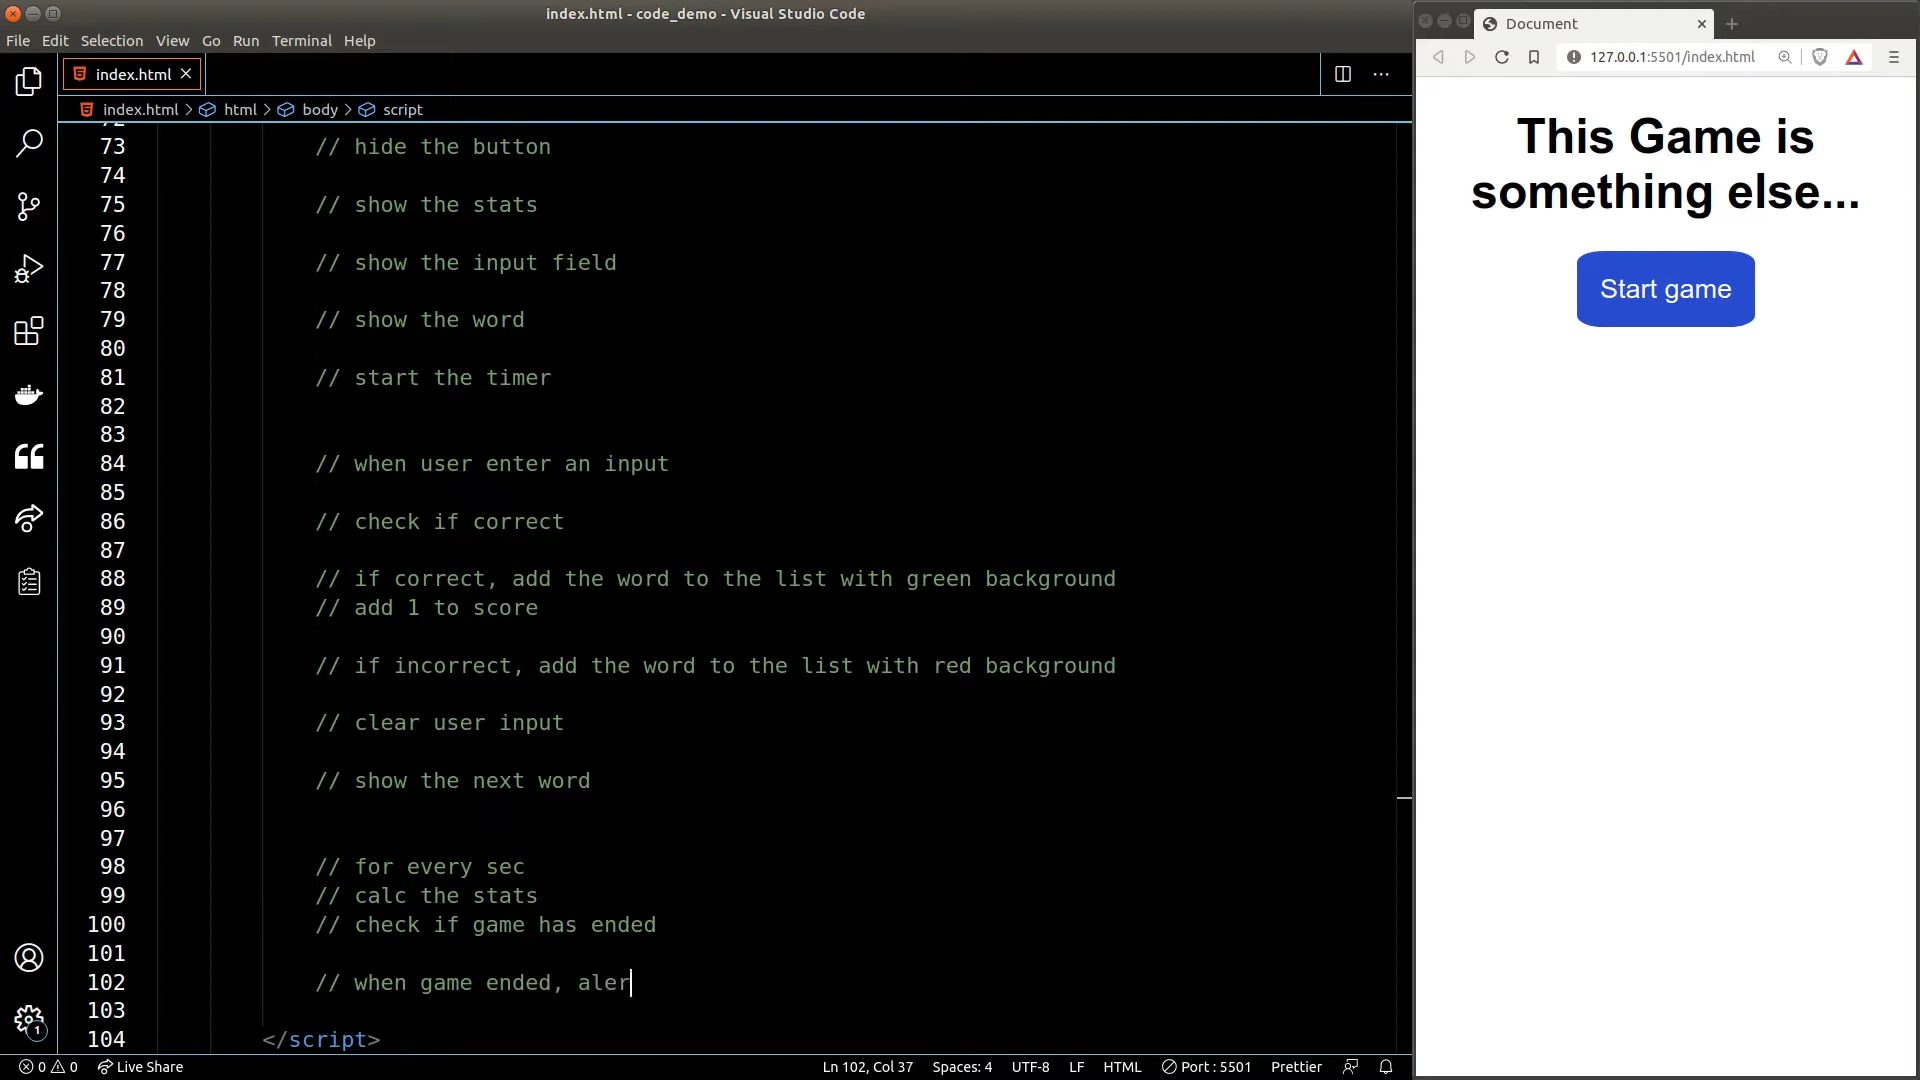 index.html - code_demo - Visual Studio Code
File Edit Selection View Go Run Terminal Help
index.html
index.html > html > body > script
72
73 // hide the button
74
75 // show the stats
76
77 // show the input field
78
79 // show the word
80
81 // start the timer
82
83
84 // when user enter an input
85
86 // check if correct
87
88 // if correct, add the word to the list with green background
89 // add 1 to score
90
91 // if incorrect, add the word to the list with red background
92
93 // clear user input
94
95 // show the next word
96
97
98 // for every sec
99 // calc the stats
100 // check if game has ended
101
102 // when game ended, aler
103
104 </script>
1
0 0 Live Share Ln 102, Col 37 Spaces: 4 UTF-8 LF HTML Port : 5501 Prettier
Document
127.0.0.1:5501/index.html
This Game is
something else...
Start game